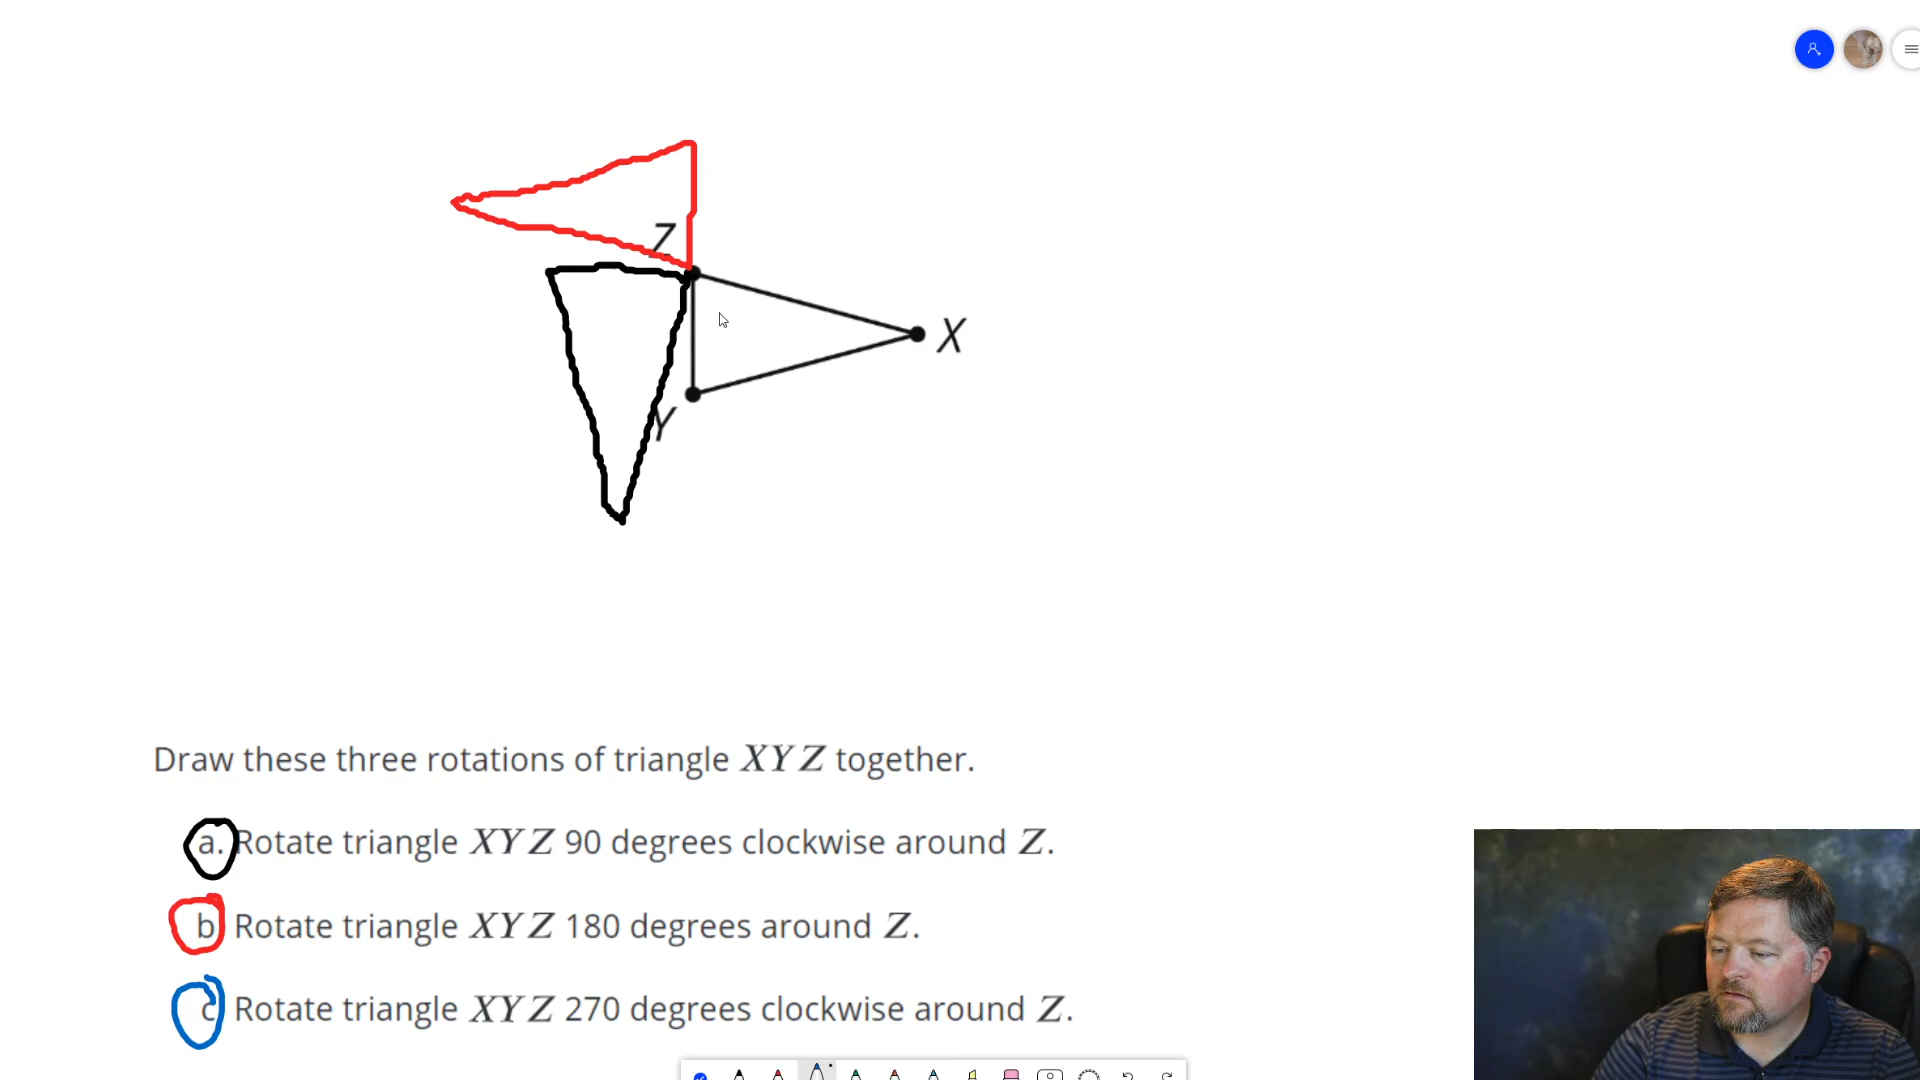 Z
X
Y
Draw these three rotations of triangle XYZ together.
a. Rotate triangle XYZ 90 degrees clockwise around Z.
b Rotate triangle XYZ 180 degrees around Z.
c Rotate triangle XYZ 270 degrees clockwise around Z.